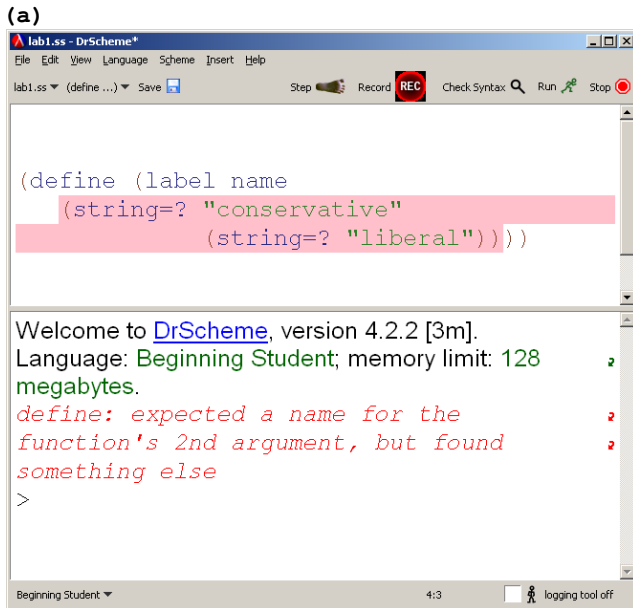 (a)
lab1.ss - DrScheme*
File Edit View Language Scheme Insert Help
lab1.ss (define ...) Save Step Record REC Check Syntax Run Stop
(define (label name
(string=? "conservative"
(string=? "liberal"))))
Welcome to DrScheme, version 4.2.2 [3m].
Language: Beginning Student; memory limit: 128
megabytes.
define: expected a name for the
function's 2nd argument, but found
something else
>
Beginning Student 4:3 logging tool off